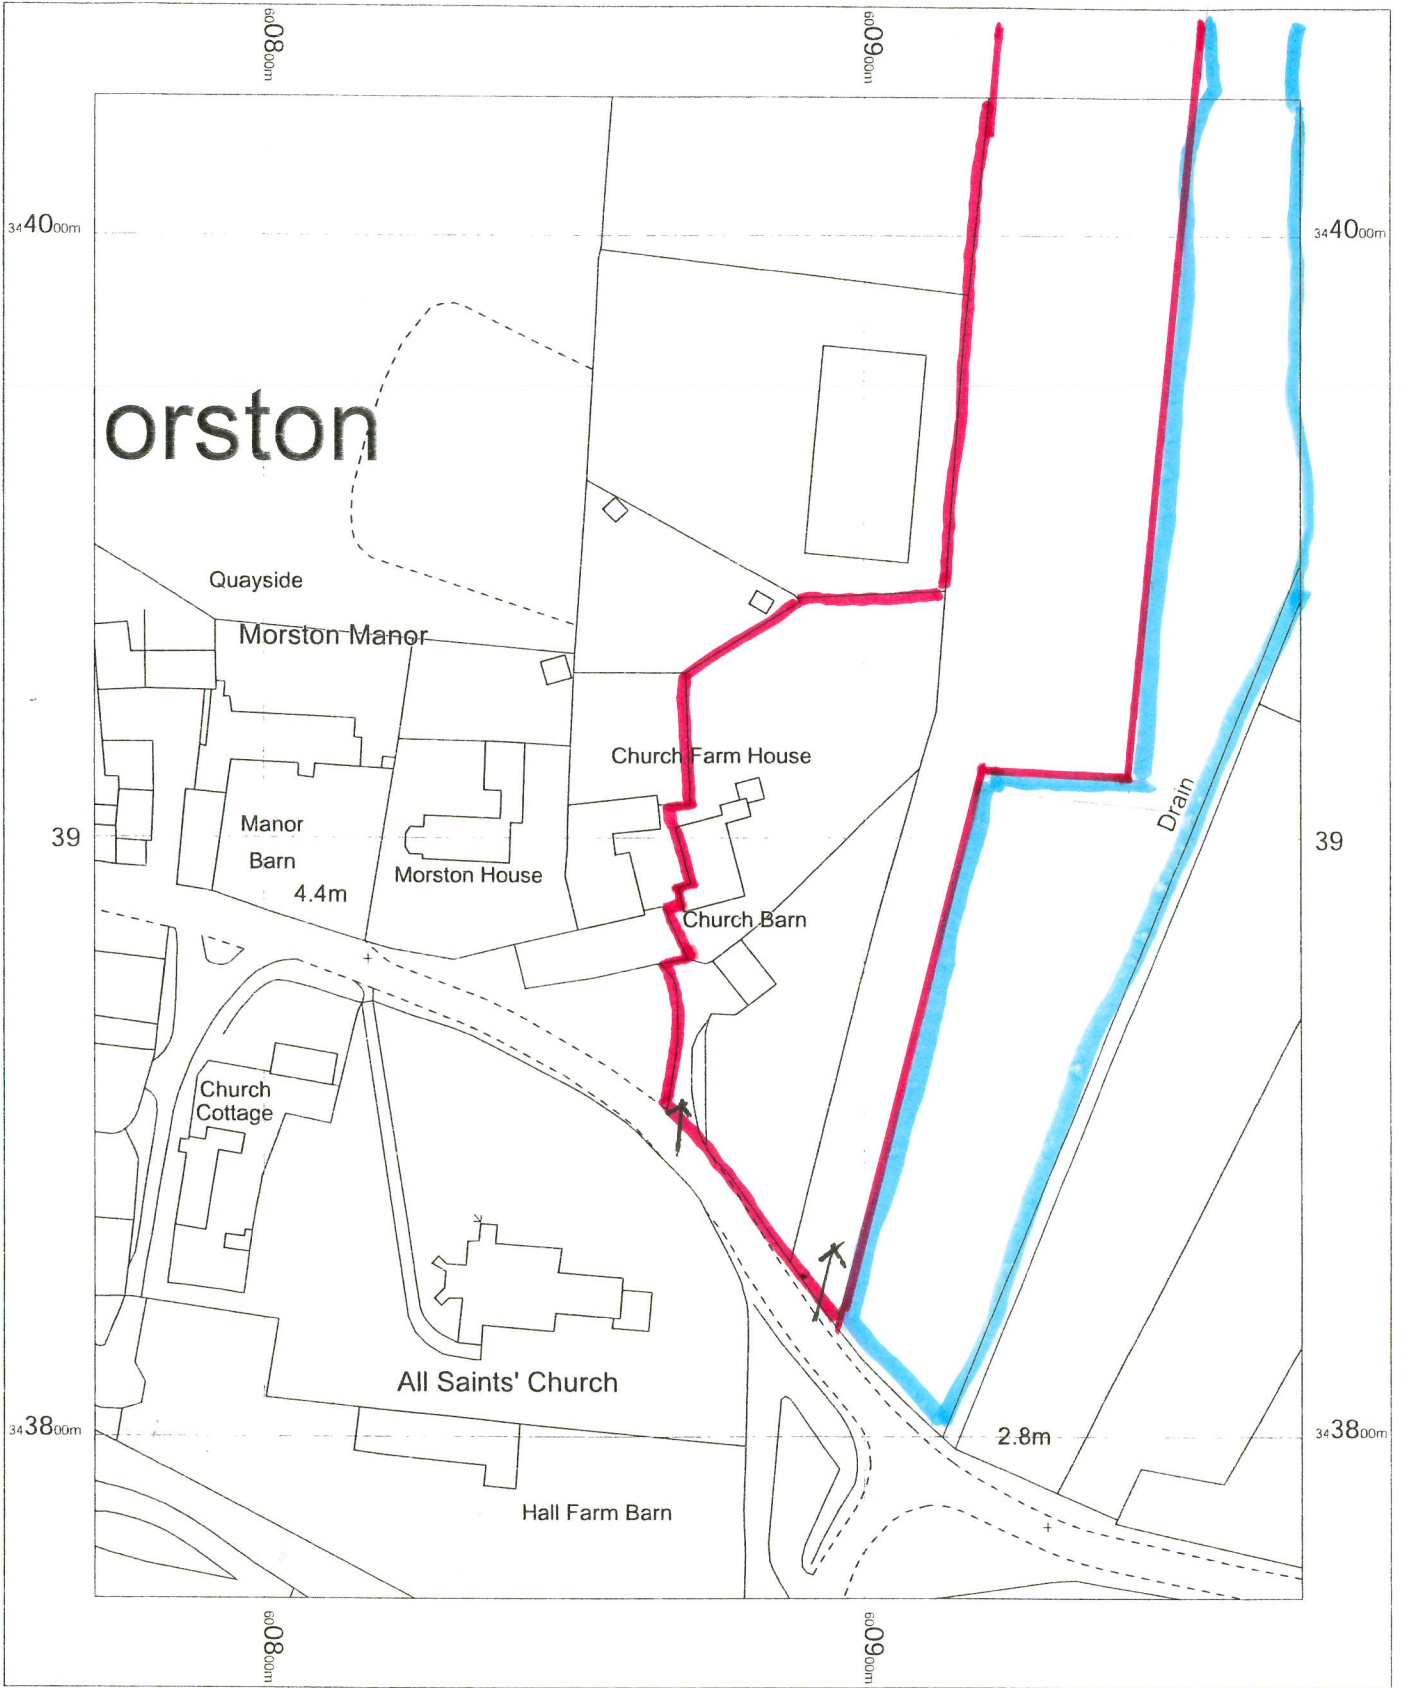 600800m
600900m
344000m
344000m
orston
Quayside
Morston Manor
Church Farm House
Drain
Manor
Barn
39
39
Morston House
4.4m
Church Barn
Church
Cottage
All Saints' Church
343800m
2.8m
343800m
Hall Farm Barn
600800m
600900m